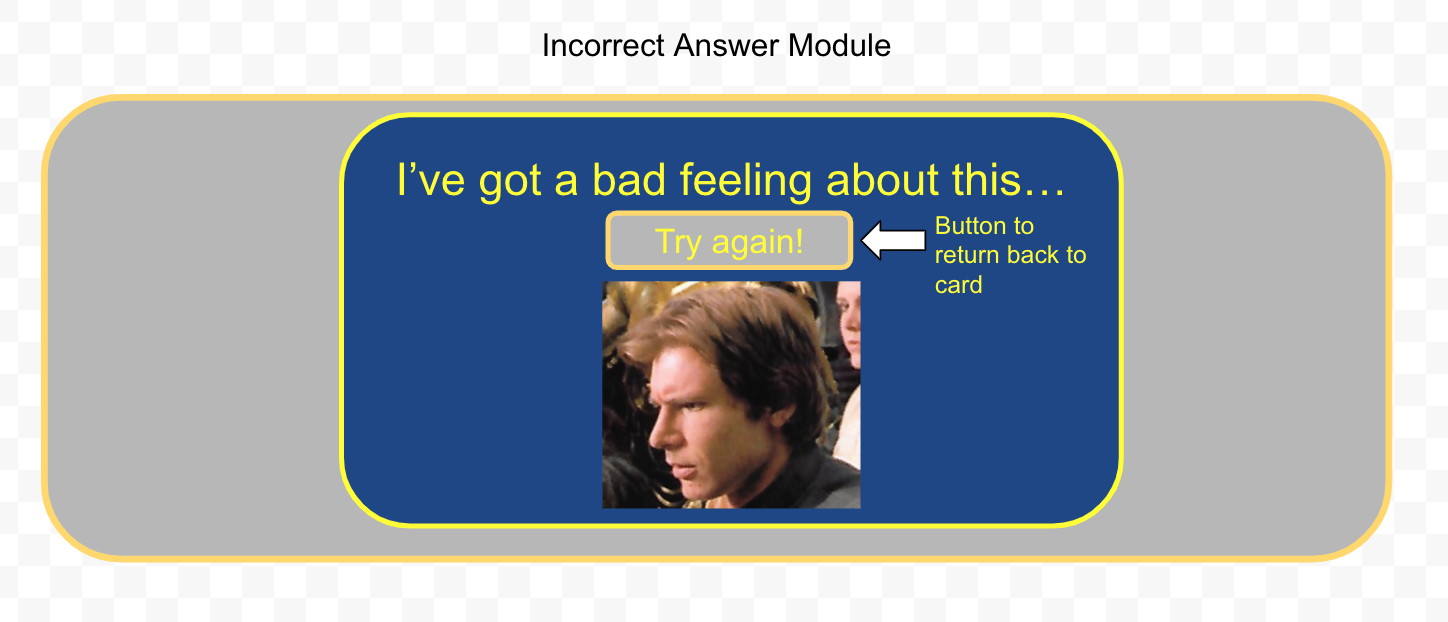 Incorrect Answer Module
I’ve got a bad feeling about this…
Try again!
Button to
return back to
card